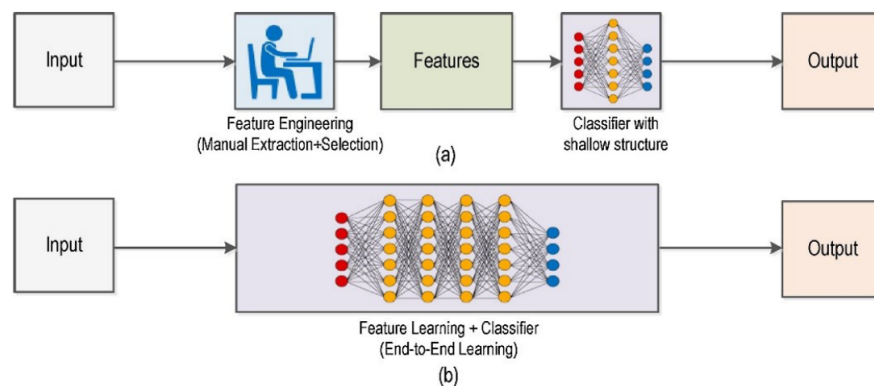 Input
Features
Output
Feature Engineering
(Manual Extraction+Selection)
Classifier with
shallow structure
(a)
Input
Output
Feature Learning + Classifier
(End-to-End Learning)
(b)